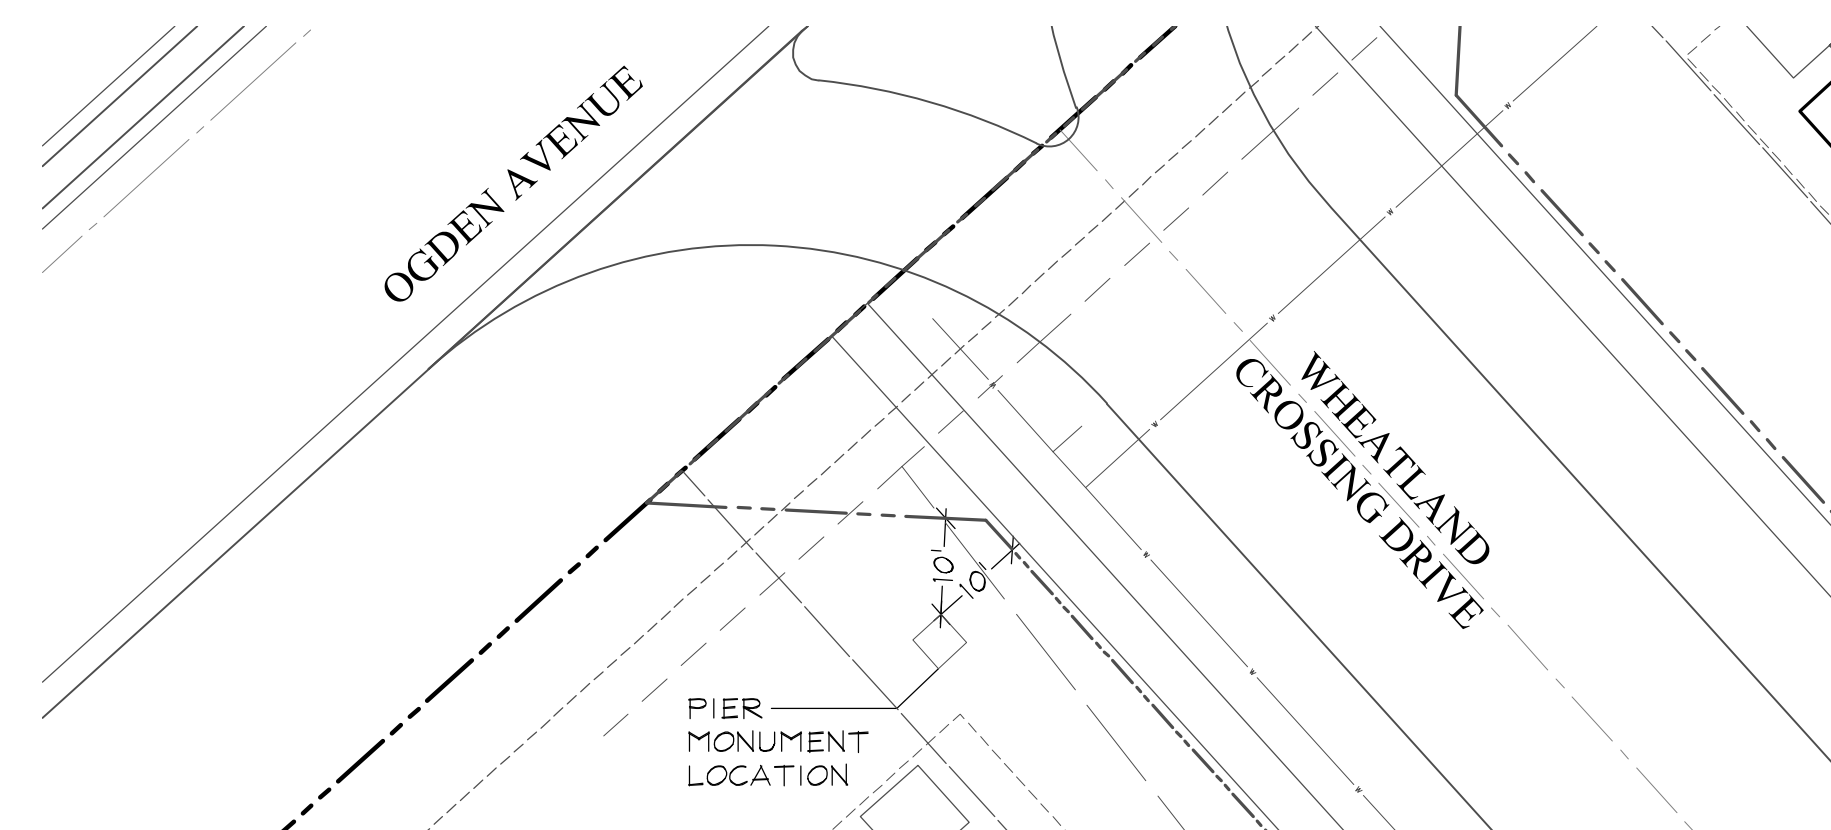 OGDEN AVENUE
WHEATLAND
CROSSING DRIVE
10'
10'
PIER
MONUMENT
LOCATION
W
W
W
W
W
W
W
W